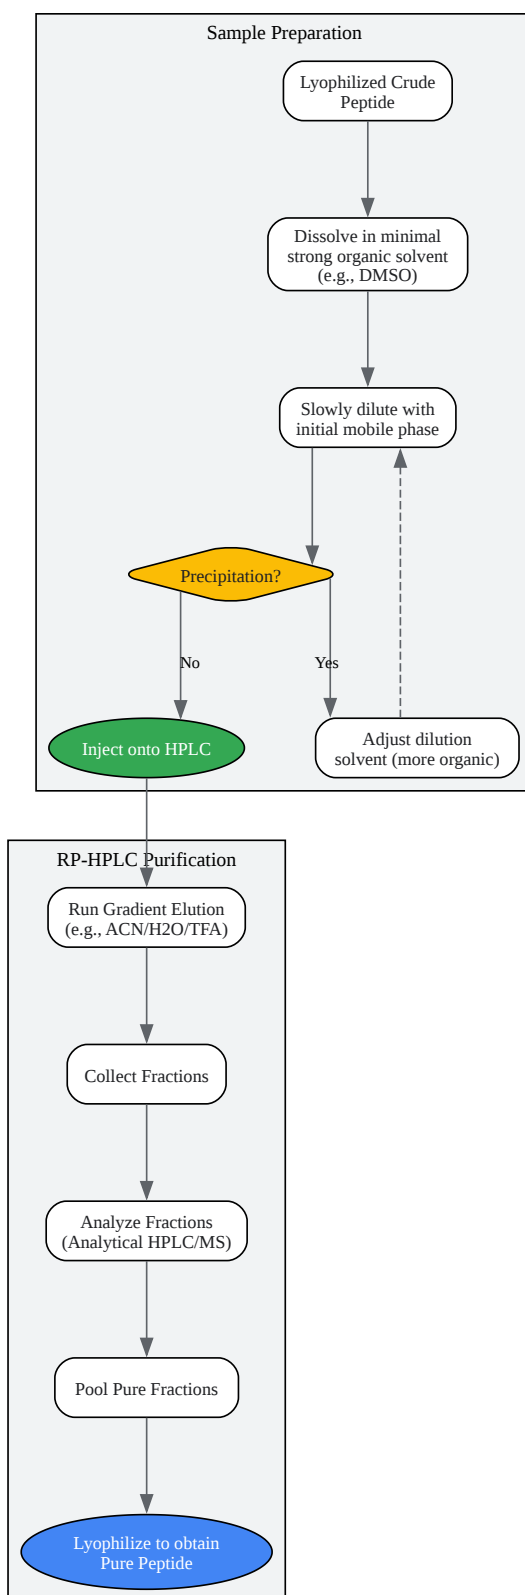 Sample Preparation
Lyophilized Crude
Peptide
Dissolve in minimal
strong organic solvent
(e.g., DMSO)
Slowly dilute with
initial mobile phase
Precipitation?
No
Yes
Inject onto HPLC
Adjust dilution
solvent (more organic)
RP-HPLC Purification
Run Gradient Elution
(e.g., ACN/H2O/TFA)
Collect Fractions
Analyze Fractions
(Analytical HPLC/MS)
Pool Pure Fractions
Lyophilize to obtain
Pure Peptide